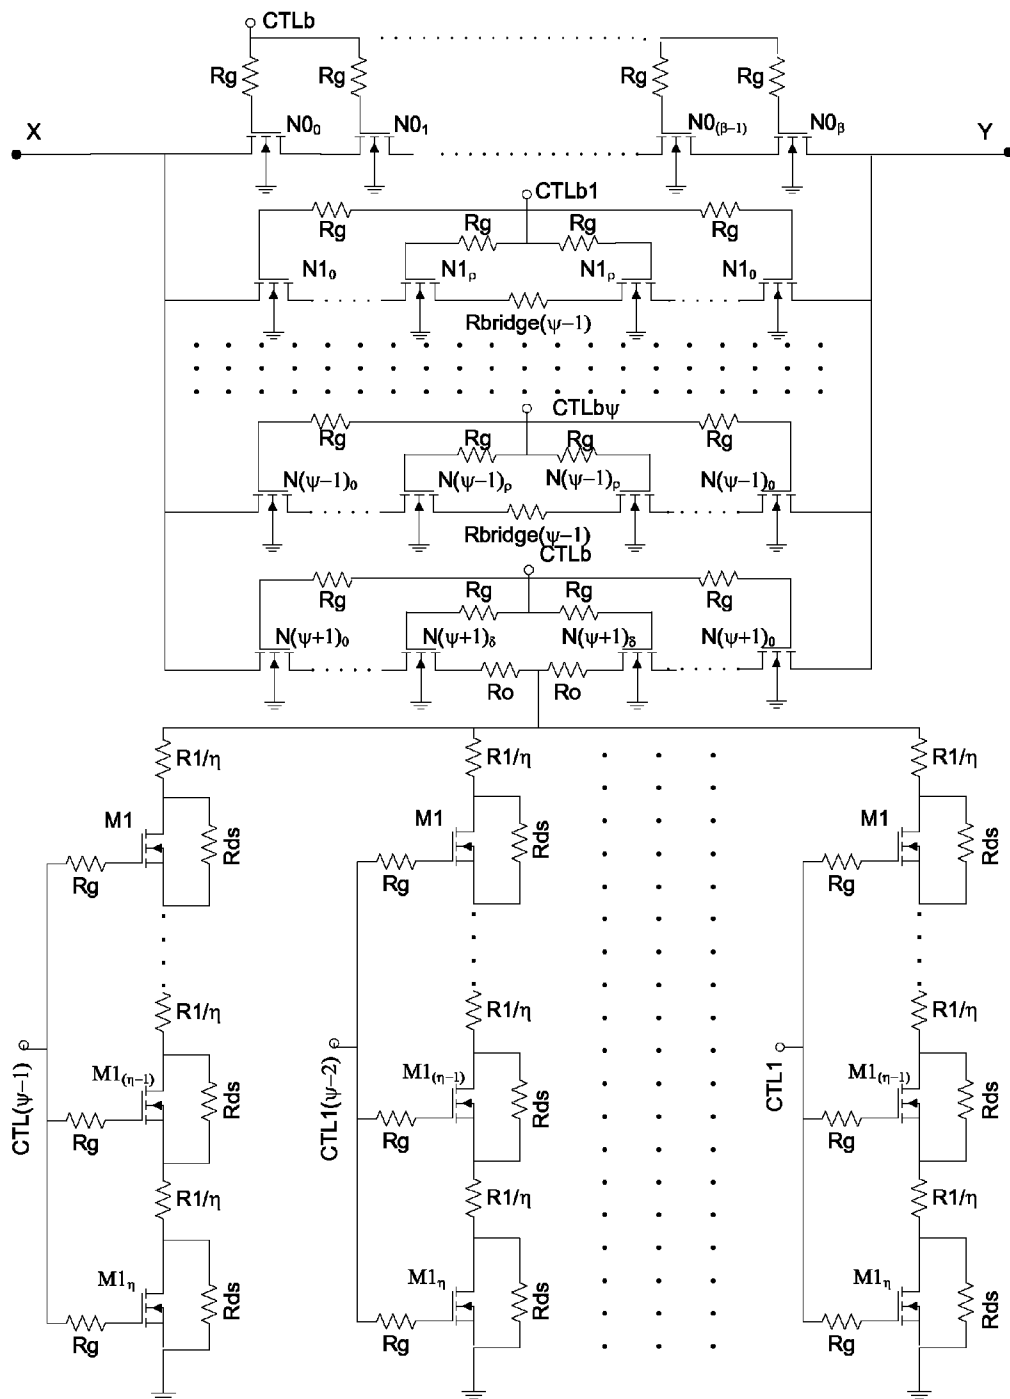 CTLb
Rg Rg Rg Rg
X N0₀ N0₁ N0₍β−1₎ N0β Y
CTLb1
Rg Rg Rg Rg
N1₀ N1ρ N1ρ N1₀
Rbridge(ψ−1)
CTLbψ
Rg Rg Rg Rg
N(ψ−1)₀ N(ψ−1)ρ N(ψ−1)ρ N(ψ−1)₀
Rbridge(ψ−1)
CTLb
Rg Rg Rg Rg
N(ψ+1)₀ N(ψ+1)δ N(ψ+1)δ N(ψ+1)₀
Ro Ro
R1/η R1/η R1/η
M1 M1 M1
Rds Rds Rds
Rg Rg Rg
R1/η R1/η R1/η
CTL(ψ−1) CTL1(ψ−2) CTL1
M1₍η−1₎ M1₍η−1₎ M1₍η−1₎
Rds Rds Rds
Rg Rg Rg
R1/η R1/η R1/η
M1η M1η M1η
Rds Rds Rds
Rg Rg Rg